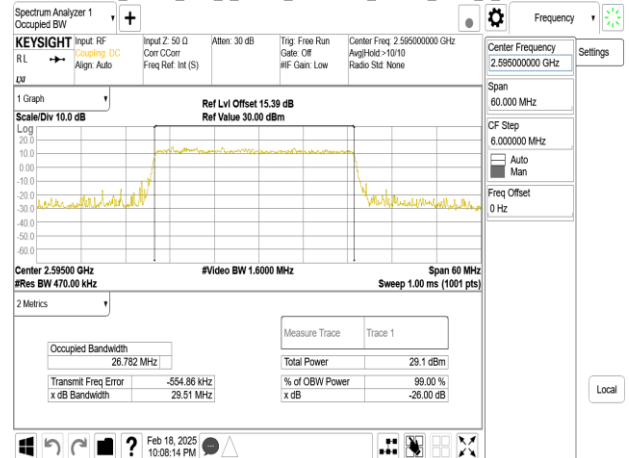 Spectrum Analyzer 1
Occupied BW
Frequency
KEYSIGHT
RL
Input: RF
Coupling: DC
Align: Auto
Input Z: 50 Ω
Corr CCorr
Freq Ref: Int (S)
Atten: 30 dB
Trig: Free Run
Gate: Off
#IF Gain: Low
Center Freq: 2.595000000 GHz
Avg|Hold:>10/10
Radio Std: None
Center Frequency
2.595000000 GHz
Settings
Span
60.000 MHz
CF Step
6.000000 MHz
Auto
Man
Freq Offset
0 Hz
Local
1 Graph
Ref Lvl Offset 15.39 dB
Scale/Div 10.0 dB
Ref Value 30.00 dBm
Log
20.0
10.0
0.00
-10.0
-20.0
-30.0
-40.0
-50.0
-60.0
Center 2.59500 GHz
#Video BW 1.6000 MHz
Span 60 MHz
#Res BW 470.00 kHz
Sweep 1.00 ms (1001 pts)
2 Metrics
Measure Trace
Trace 1
Occupied Bandwidth
26.782 MHz
Total Power
29.1 dBm
Transmit Freq Error
-554.86 kHz
% of OBW Power
99.00 %
x dB Bandwidth
29.51 MHz
x dB
-26.00 dB
Feb 18, 2025
10:08:14 PM